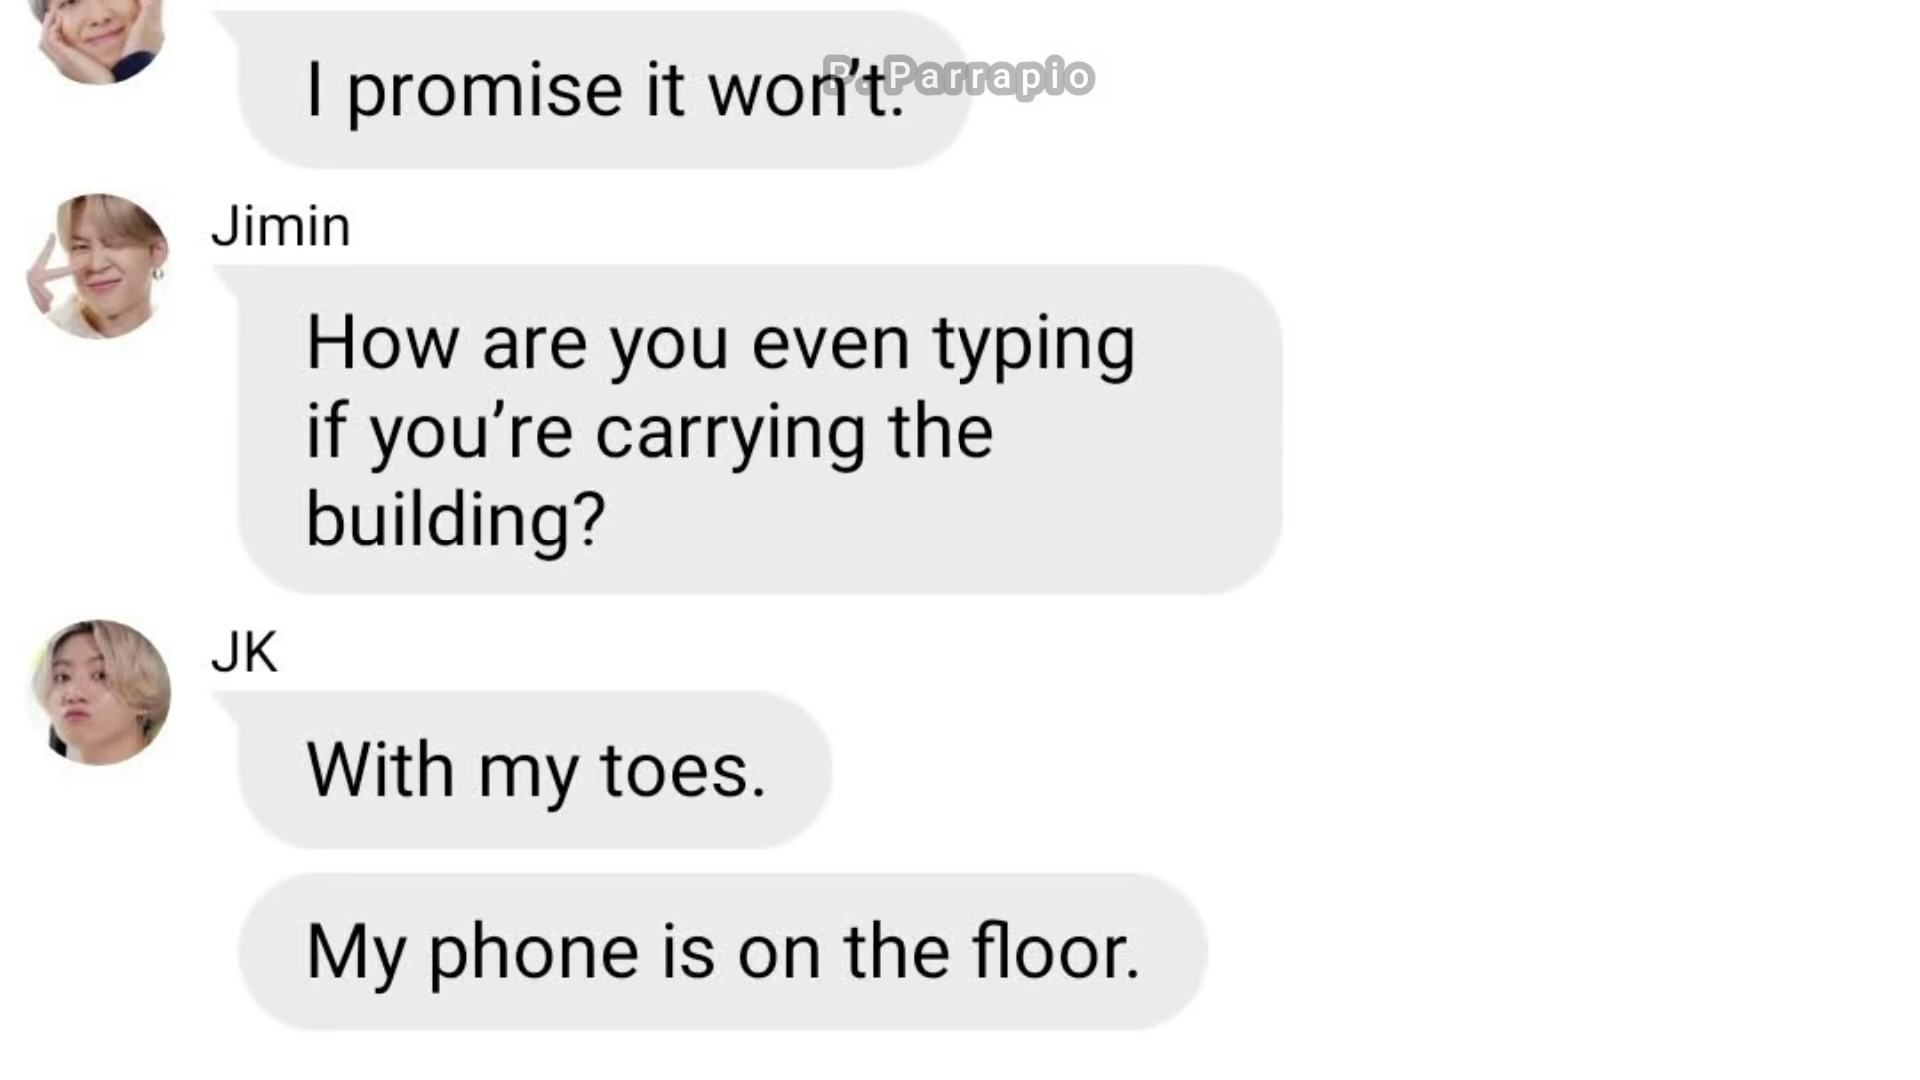 I promise it won't.
P. Parrapio
Jimin
How are you even typing
if you're carrying the
building?
JK
With my toes.
My phone is on the floor.